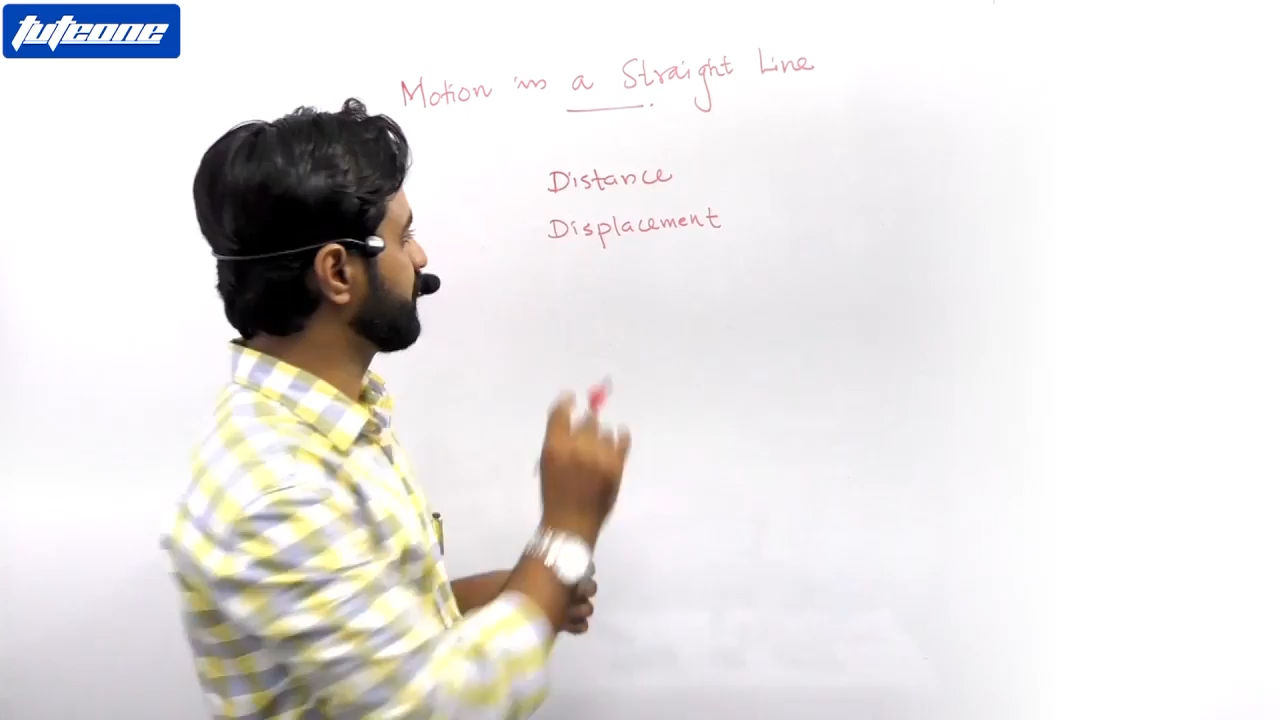 tuteone
Motion in a Straight Line
Distance
Displacement